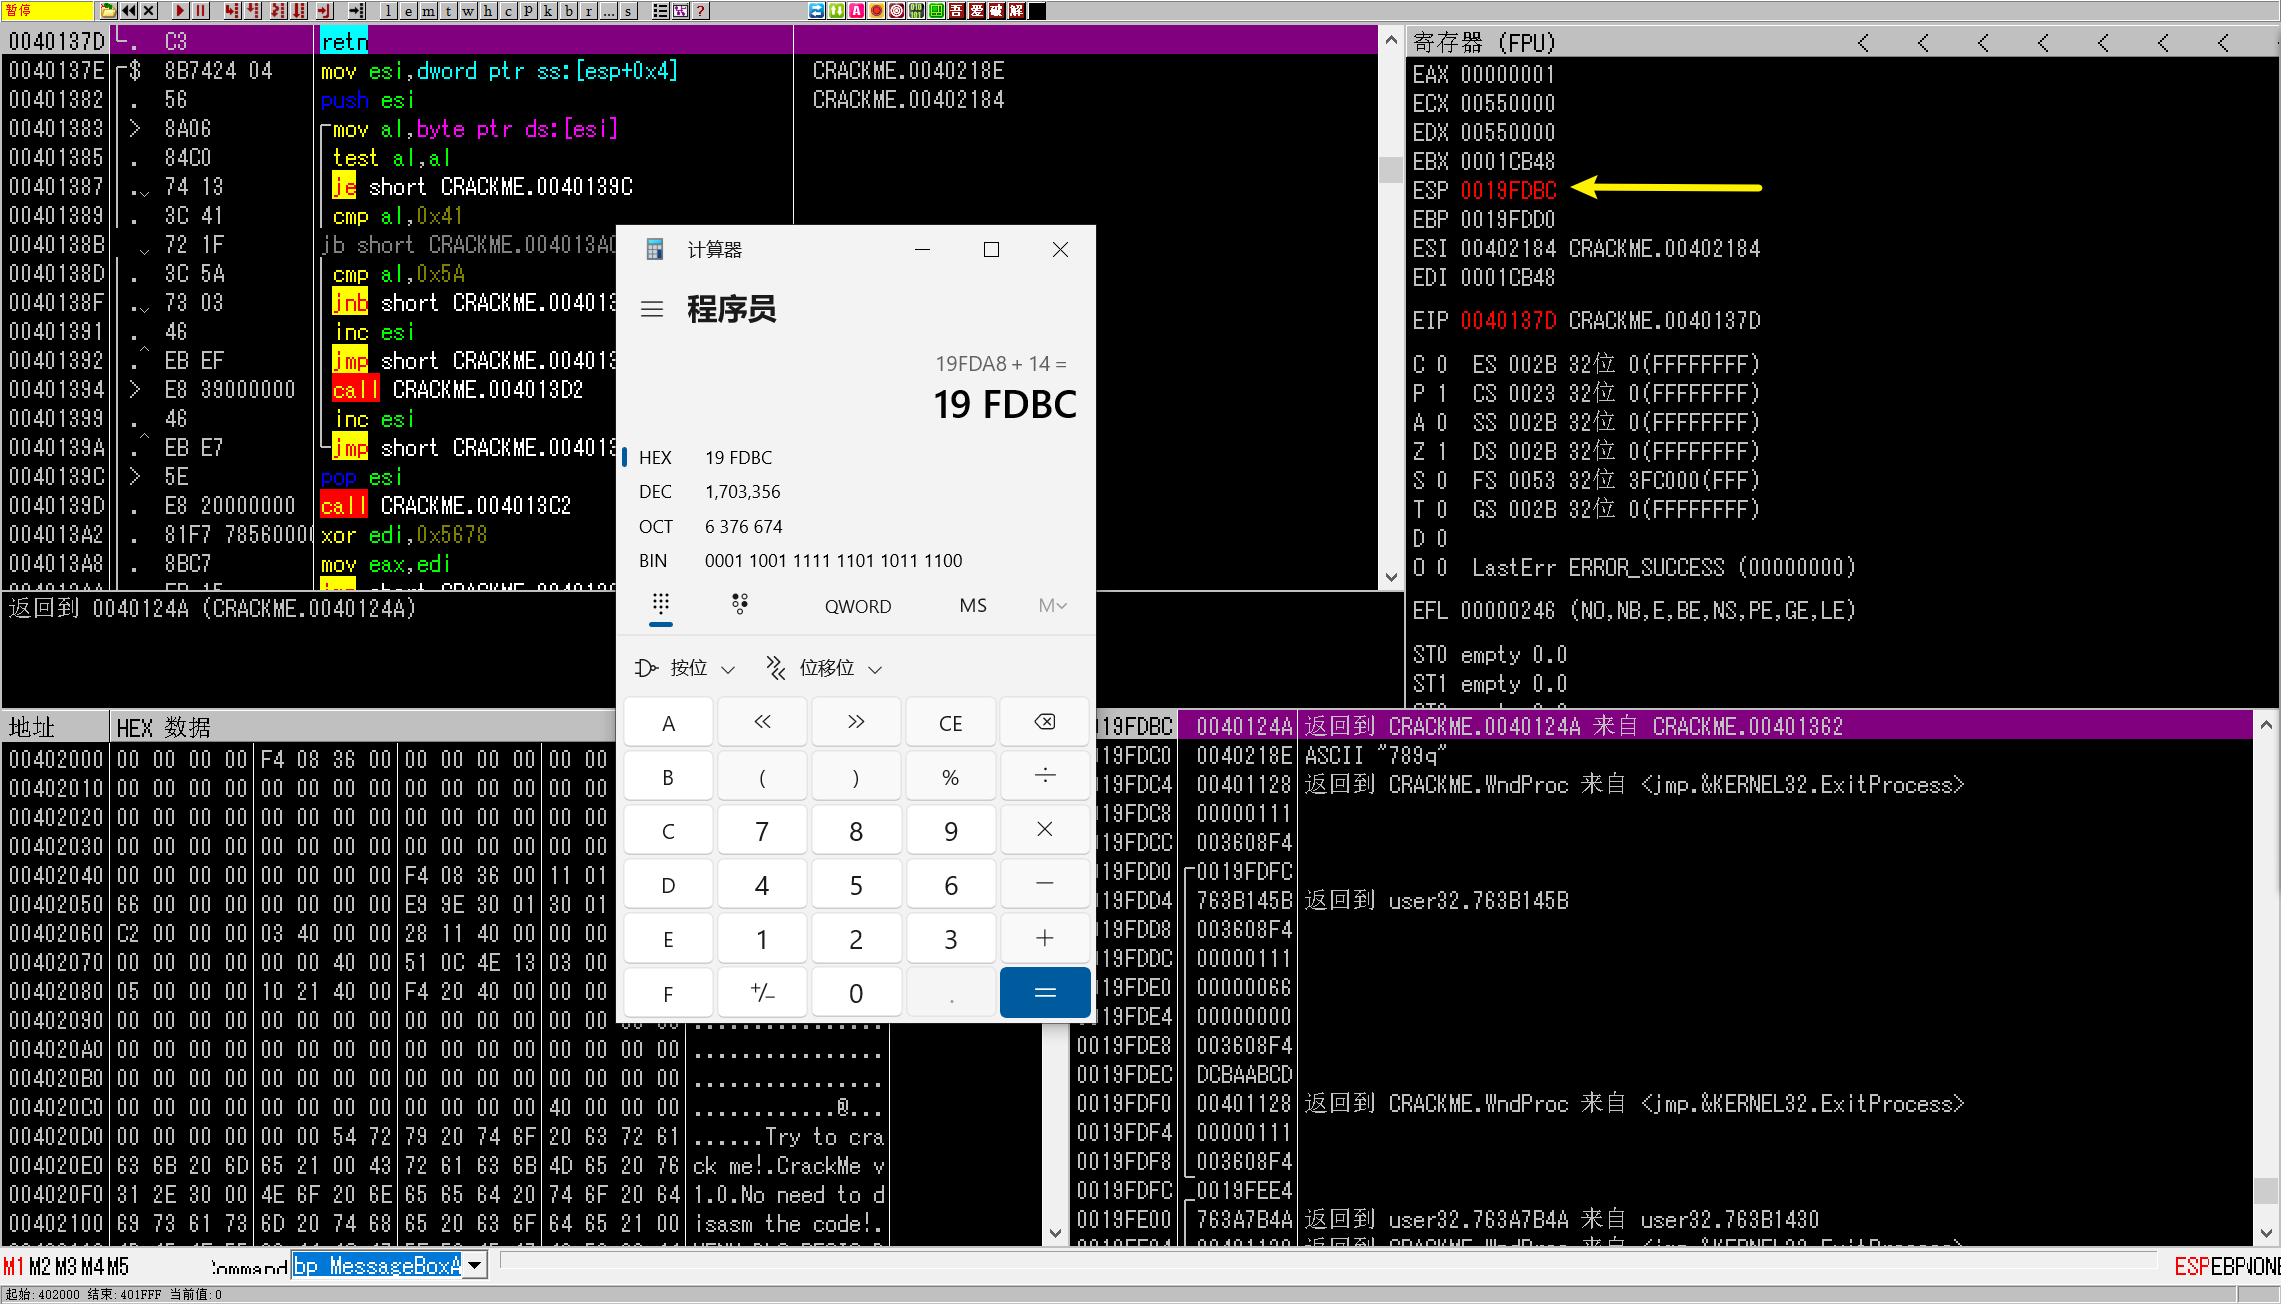 暂停 l e m t w h c p k b r ... s ? 吾 爱 破 解
0040137D . C3 retn
0040137E $ 8B7424 04 mov esi,dword ptr ss:[esp+0x4] CRACKME.0040218E
00401382 . 56 push esi CRACKME.00402184
00401383 > 8A06 mov al,byte ptr ds:[esi]
00401385 . 84C0 test al,al
00401387 . 74 13 je short CRACKME.0040139C
00401389 . 3C 41 cmp al,0x41
0040138B 72 1F jb short CRACKME.004013AC
0040138D . 3C 5A cmp al,0x5A
0040138F . 73 03 jnb short CRACKME.004013
00401391 . 46 inc esi
00401392 . EB EF jmp short CRACKME.004013
00401394 > E8 39000000 call CRACKME.004013D2
00401399 . 46 inc esi
0040139A . EB E7 jmp short CRACKME.004013
0040139C > 5E pop esi
0040139D . E8 20000000 call CRACKME.004013C2
004013A2 . 81F7 78560000 xor edi,0x5678
004013A8 . 8BC7 mov eax,edi
返回到 0040124A (CRACKME.0040124A)
寄存器 (FPU) < < < < < < <
EAX 00000001
ECX 00550000
EDX 00550000
EBX 0001CB48
ESP 0019FDBC
EBP 0019FDD0
ESI 00402184 CRACKME.00402184
EDI 0001CB48
EIP 0040137D CRACKME.0040137D
C 0 ES 002B 32位 0(FFFFFFFF)
P 1 CS 0023 32位 0(FFFFFFFF)
A 0 SS 002B 32位 0(FFFFFFFF)
Z 1 DS 002B 32位 0(FFFFFFFF)
S 0 FS 0053 32位 3FC000(FFF)
T 0 GS 002B 32位 0(FFFFFFFF)
D 0
O 0 LastErr ERROR_SUCCESS (00000000)
EFL 00000246 (NO,NB,E,BE,NS,PE,GE,LE)
ST0 empty 0.0
ST1 empty 0.0
计算器
程序员
19FDA8 + 14 =
19 FDBC
HEX 19 FDBC
DEC 1,703,356
OCT 6 376 674
BIN 0001 1001 1111 1101 1011 1100
QWORD MS M
按位 位移位
A << >> CE
B ( ) % ÷
C 7 8 9 ×
D 4 5 6 −
E 1 2 3 +
F +/− 0 . =
地址 HEX 数据
00402000 00 00 00 00 F4 08 36 00 00 00 00 00 00 00
00402010 00 00 00 00 00 00 00 00 00 00 00 00 00 00
00402020 00 00 00 00 00 00 00 00 00 00 00 00 00 00
00402030 00 00 00 00 00 00 00 00 00 00 00 00 00 00
00402040 00 00 00 00 00 00 00 00 F4 08 36 00 11 01
00402050 66 00 00 00 00 00 00 00 E9 9E 30 01 30 01
00402060 C2 00 00 00 03 40 00 00 28 11 40 00 00 00
00402070 00 00 00 00 00 00 40 00 51 0C 4E 13 03 00
00402080 05 00 00 00 10 21 40 00 F4 20 40 00 00 00
00402090 00 00 00 00 00 00 00 00 00 00 00 00 00 00 00 00 ................
004020A0 00 00 00 00 00 00 00 00 00 00 00 00 00 00 00 00 ................
004020B0 00 00 00 00 00 00 00 00 00 00 00 00 00 00 00 00 ................
004020C0 00 00 00 00 00 00 00 00 00 00 00 00 40 00 00 00 ............@...
004020D0 00 00 00 00 00 00 54 72 79 20 74 6F 20 63 72 61 ......Try to cra
004020E0 63 6B 20 6D 65 21 00 43 72 61 63 6B 4D 65 20 76 ck me!.CrackMe v
004020F0 31 2E 30 00 4E 6F 20 6E 65 65 64 20 74 6F 20 64 1.0.No need to d
00402100 69 73 61 73 6D 20 74 68 65 20 63 6F 64 65 21 00 isasm the code!.
019FDBC 0040124A 返回到 CRACKME.0040124A 来自 CRACKME.00401362
019FDC0 0040218E ASCII "789q"
019FDC4 00401128 返回到 CRACKME.WndProc 来自 <jmp.&KERNEL32.ExitProcess>
019FDC8 00000111
019FDCC 003608F4
019FDD0 0019FDFC
019FDD4 763B145B 返回到 user32.763B145B
019FDD8 003608F4
019FDDC 00000111
019FDE0 00000066
019FDE4 00000000
0019FDE8 003608F4
0019FDEC DCBAABCD
0019FDF0 00401128 返回到 CRACKME.WndProc 来自 <jmp.&KERNEL32.ExitProcess>
0019FDF4 00000111
0019FDF8 003608F4
0019FDFC 0019FEE4
0019FE00 763A7B4A 返回到 user32.763A7B4A 来自 user32.763B1430
M1 M2 M3 M4 M5 Command bp MessageBoxA ESP EBP NONE
起始:402000 结束:401FFF 当前值:0